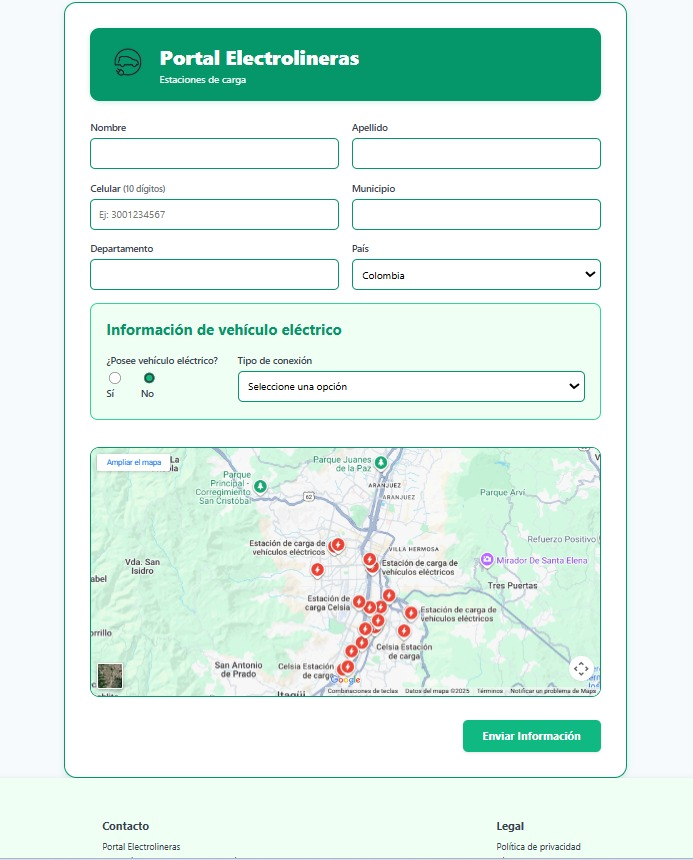 Portal Electrolineras
Estaciones de carga
Nombre
Apellido
Celular (10 dígitos)
Municipio
Ej: 3001234567
Departamento
País
Colombia
Información de vehículo eléctrico
¿Posee vehículo eléctrico?
Tipo de conexión
Sí
No
Seleccione una opción
Ampliar el mapa
La
Parque Juanes
de la Paz
Parque
Principal -
Corregimiento
San Cristóbal
ARANJUEZ
ARANJUEZ
62
Parque Arví
Estación de carga de
vehículos eléctricos
VILLA HERMOSA
Refuerzo Positivo
Vda. San
Isidro
Estación de carga de
vehículos eléctricos
Mirador De Santa Elena
abel
Tres Puertas
Estación de
carga Celsia
Estación de carga de
vehículos eléctricos
orrillo
Celsia Estación
de carga
San Antonio
de Prado
Celsia Estación
de carga
Itagüí
Google
Combinaciones de teclas
Datos del mapa ©2025
Términos
Notificar un problema de Maps
Enviar Información
Contacto
Legal
Portal Electrolineras
Política de privacidad